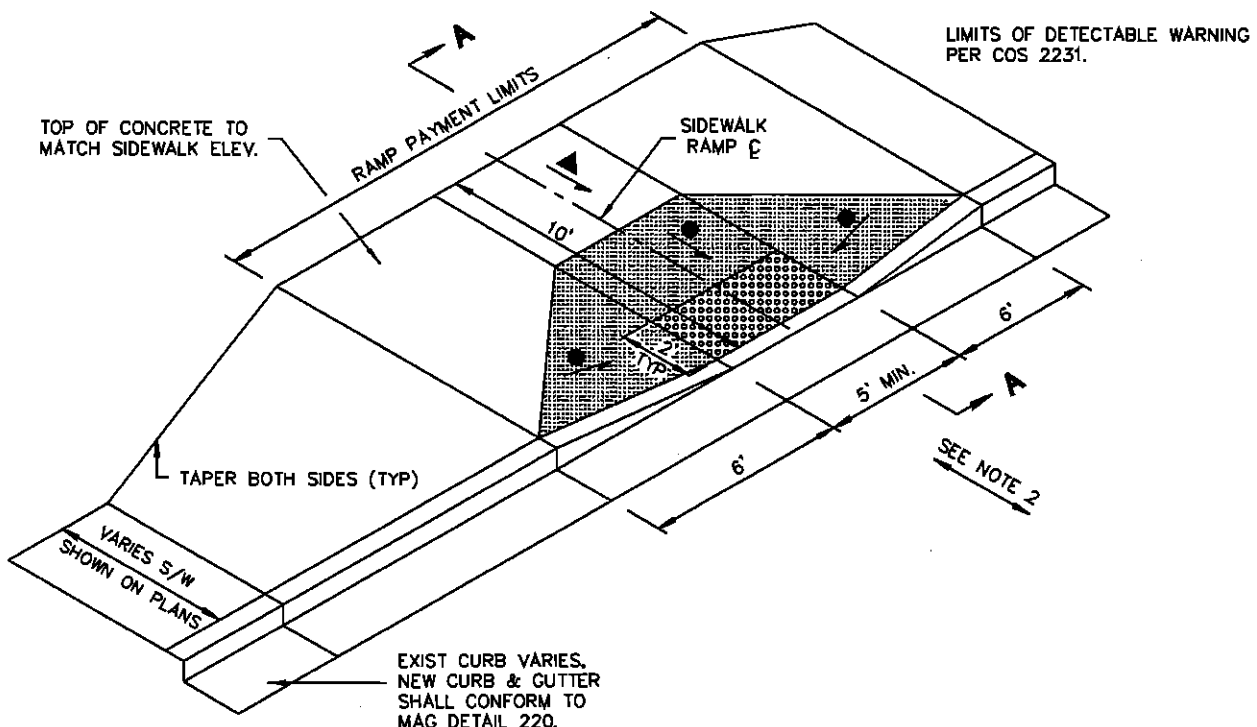 A
LIMITS OF DETECTABLE WARNING
PER COS 2231.
TOP OF CONCRETE TO
MATCH SIDEWALK ELEV.
RAMP PAYMENT LIMITS
SIDEWALK
RAMP ℄
10'
2'
TYP
6'
5' MIN.
6'
A
SEE NOTE 2
TAPER BOTH SIDES (TYP)
VARIES S/W
SHOWN ON PLANS
EXIST CURB VARIES.
NEW CURB & GUTTER
SHALL CONFORM TO
MAG DETAIL 220.